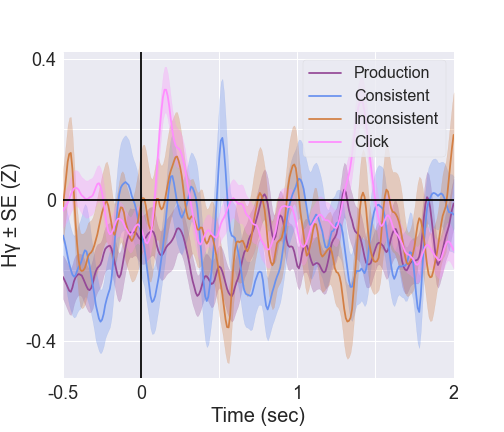 Hγ ± SE (Z)
0.4
0
-0.4
Production
Consistent
Inconsistent
Click
-0.5
0
1
2
Time (sec)